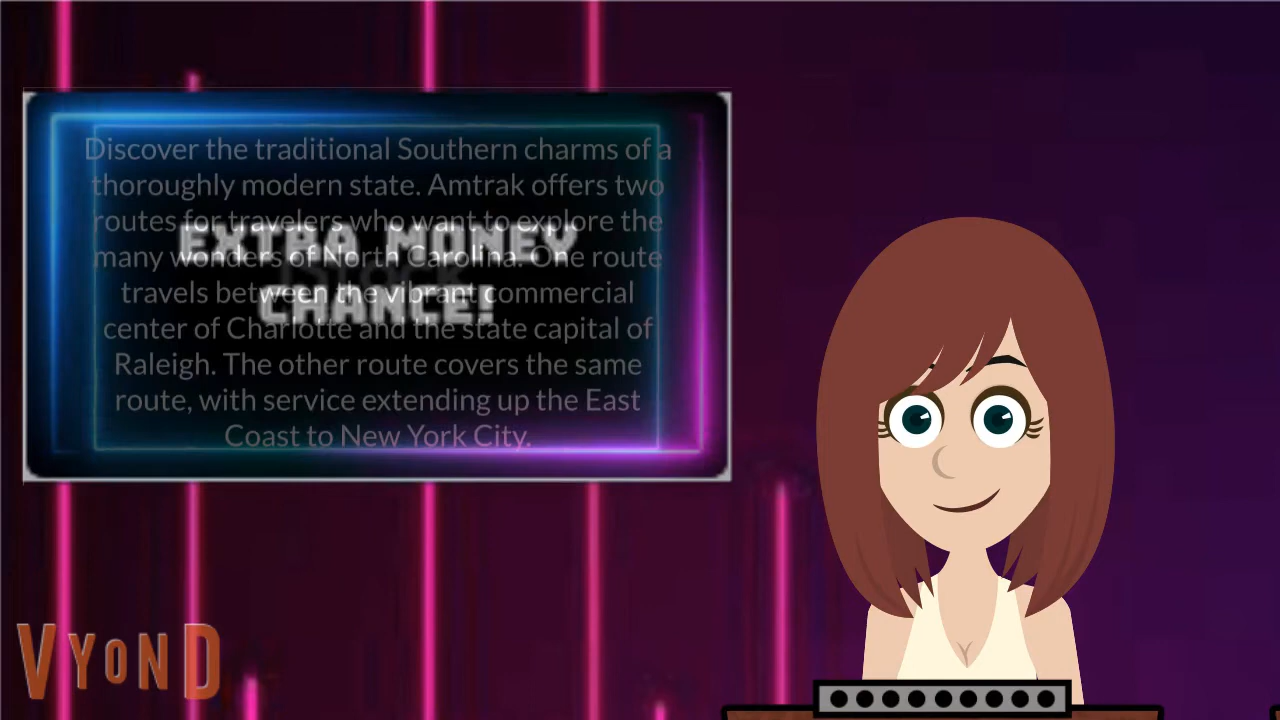 Discover the traditional Southern charms of a
thoroughly modern state. Amtrak offers two
routes for travelers who want to explore the
many wonders of North Carolina. One route
travels between the vibrant commercial
center of Charlotte and the state capital of
Raleigh. The other route covers the same
route, with service extending up the East
Coast to New York City.
EXTRA MONEY
CHANCE!
VYOND